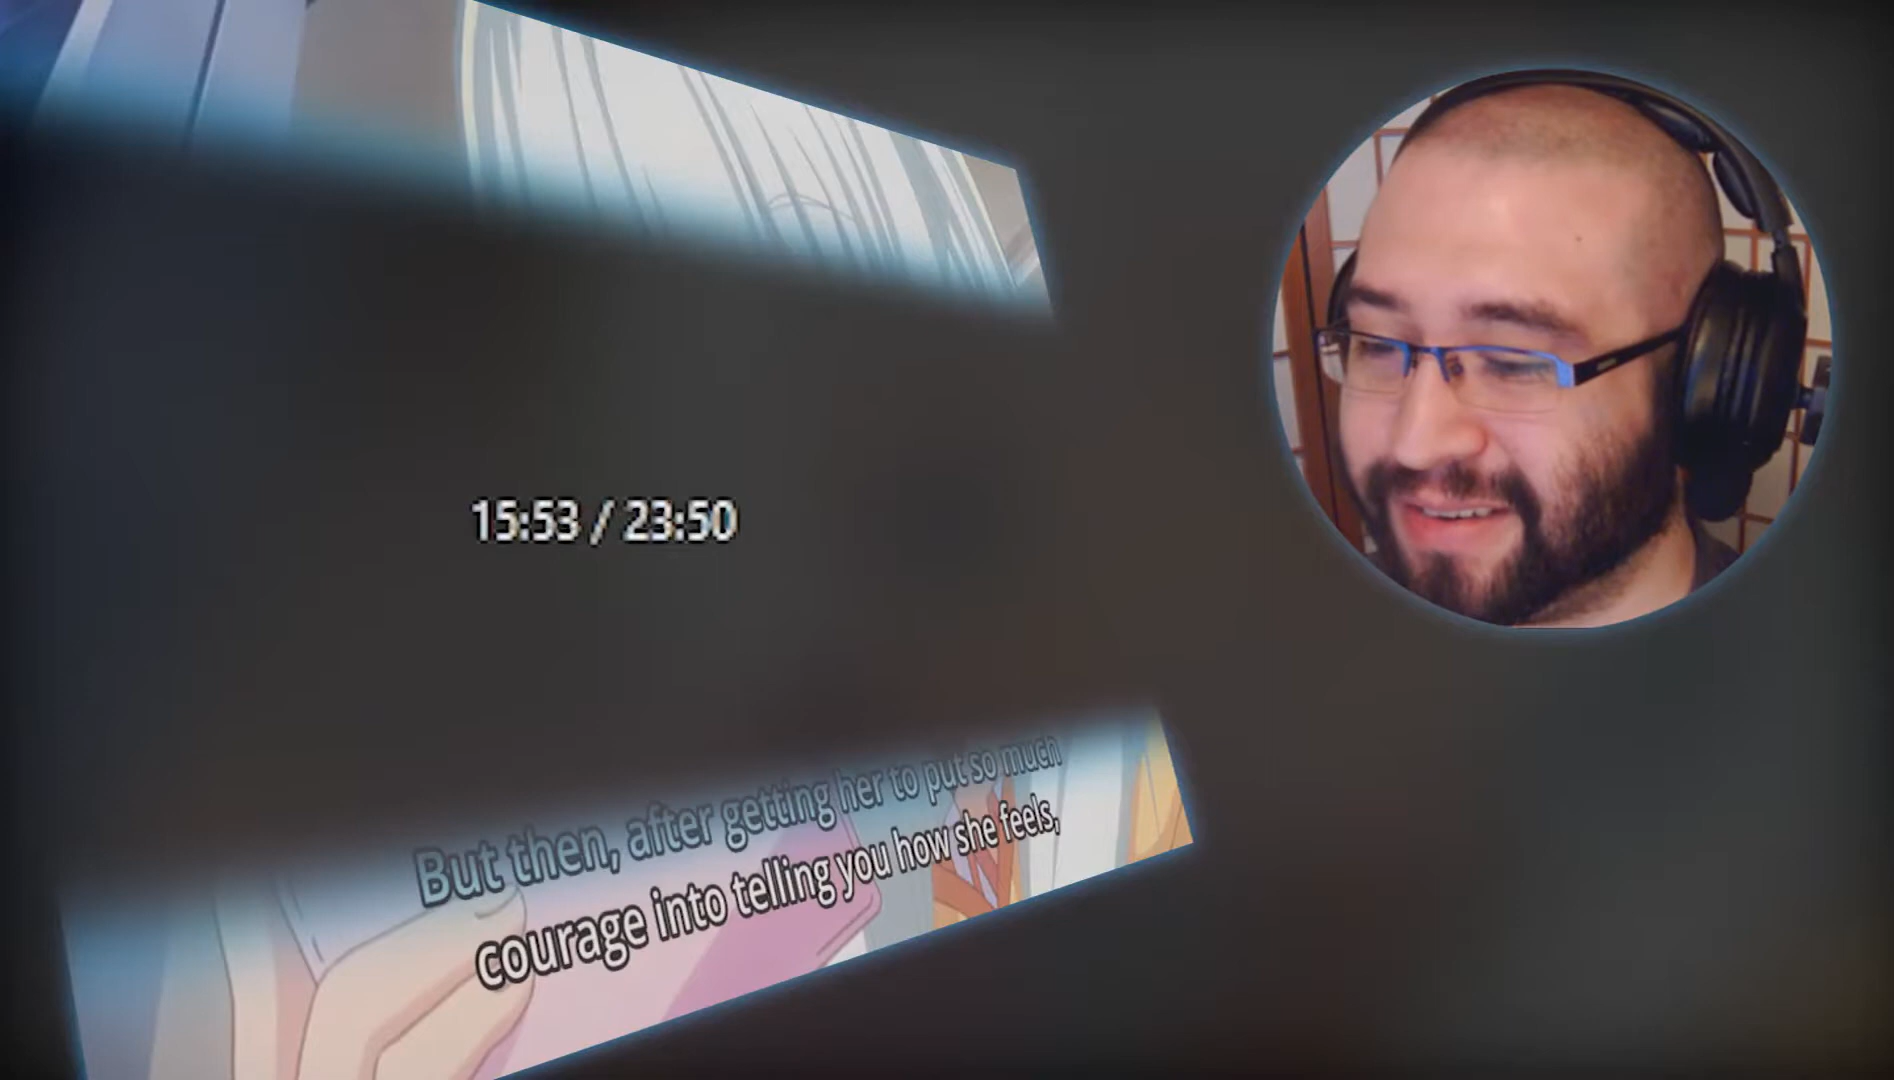 15:53 / 23:50
But then, after getting her to put so much
courage into telling you how she feels,